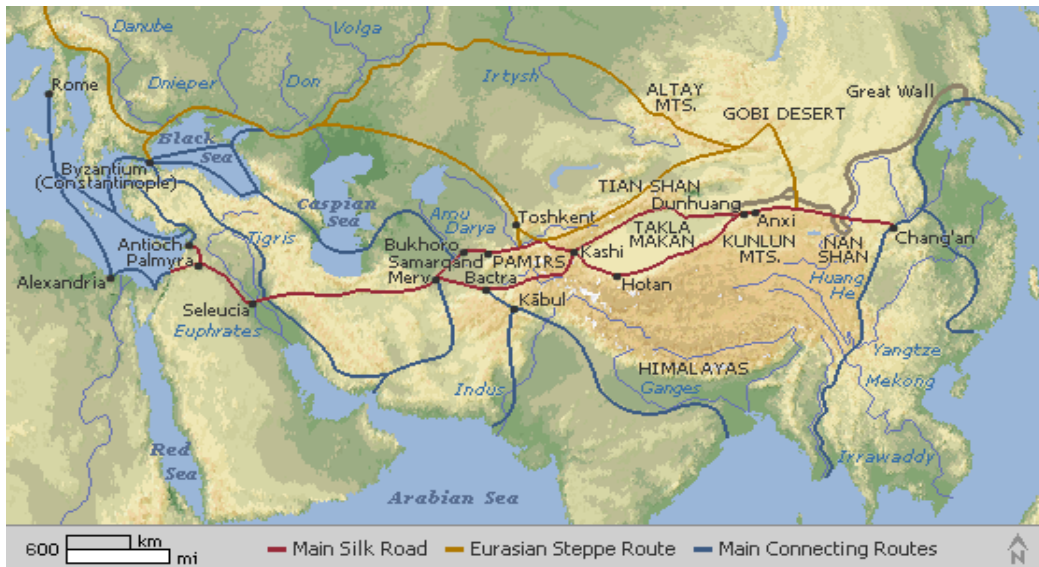 Danube
Volga
Rome
Dnieper
Don
Irtysh
ALTAY
MTS.
Great Wall
GOBI DESERT
Black
Sea
Byzantium
(Constantinople)
TIAN SHAN
Dunhuang
Anxi
Caspian
Sea
Amu
Darya
Toshkent
TAKLA
MAKAN
Tigris
Antioch
Palmyra
Bukhoro
Samarqand
PAMIRS
Kashi
KUNLUN
MTS.
NAN
SHAN
Chang'an
Alexandria
Merv
Bactra
Hotan
Huang
He
Seleucia
Kābul
Euphrates
Yangtze
HIMALAYAS
Indus
Ganges
Mekong
Red
Sea
Irrawaddy
Arabian Sea
600
km
mi
Main Silk Road
Eurasian Steppe Route
Main Connecting Routes
N